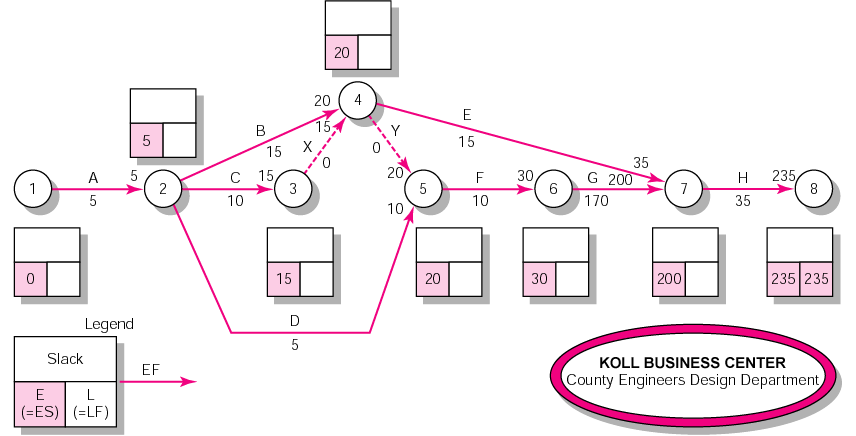 20
4
20
15
E
15
B
15
X
0
Y
0
5
1
A
5
5
2
C
10
15
3
20
10
5
F
10
30
6
G
170
200
35
7
H
35
235
8
0
15
20
30
200
235 235
D
5
Legend
Slack
E
(=ES)
L
(=LF)
EF
KOLL BUSINESS CENTER
County Engineers Design Department